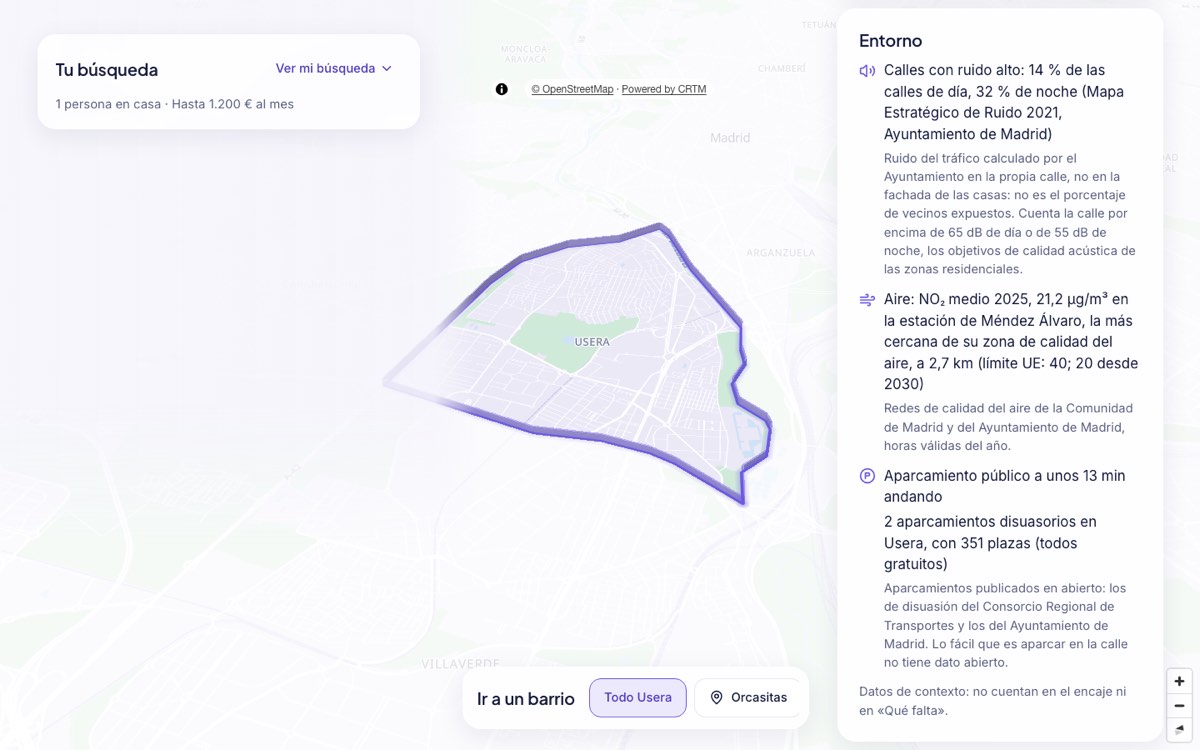 Tu búsqueda
Ver mi búsqueda
1 persona en casa · Hasta 1.200 € al mes
MONCLOA
ARAVACA
TETUÁN
CHAMBERÍ
© OpenStreetMap · Powered by CRTM
Madrid
ARGANZUELA
USERA
VILLAVERDE
Ir a un barrio
Todo Usera
Orcasitas
Entorno
Calles con ruido alto: 14 % de las
calles de día, 32 % de noche (Mapa
Estratégico de Ruido 2021,
Ayuntamiento de Madrid)
Ruido del tráfico calculado por el
Ayuntamiento en la propia calle, no en la
fachada de las casas: no es el porcentaje
de vecinos expuestos. Cuenta la calle por
encima de 65 dB de día o de 55 dB de
noche, los objetivos de calidad acústica de
las zonas residenciales.
Aire: NO₂ medio 2025, 21,2 µg/m³ en
la estación de Méndez Álvaro, la más
cercana de su zona de calidad del
aire, a 2,7 km (límite UE: 40; 20 desde
2030)
Redes de calidad del aire de la Comunidad
de Madrid y del Ayuntamiento de Madrid,
horas válidas del año.
P
Aparcamiento público a unos 13 min
andando
2 aparcamientos disuasorios en
Usera, con 351 plazas (todos
gratuitos)
Aparcamientos publicados en abierto: los
de disuasión del Consorcio Regional de
Transportes y los del Ayuntamiento de
Madrid. Lo fácil que es aparcar en la calle
no tiene dato abierto.
Datos de contexto: no cuentan en el encaje ni
en «Qué falta».